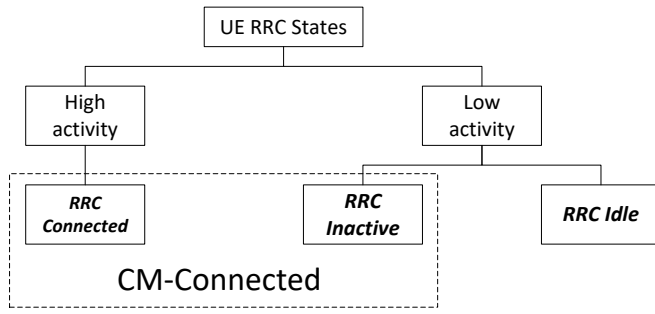 UE RRC States
High
activity
Low
activity
RRC
Connected
RRC
Inactive
RRC Idle
CM-Connected